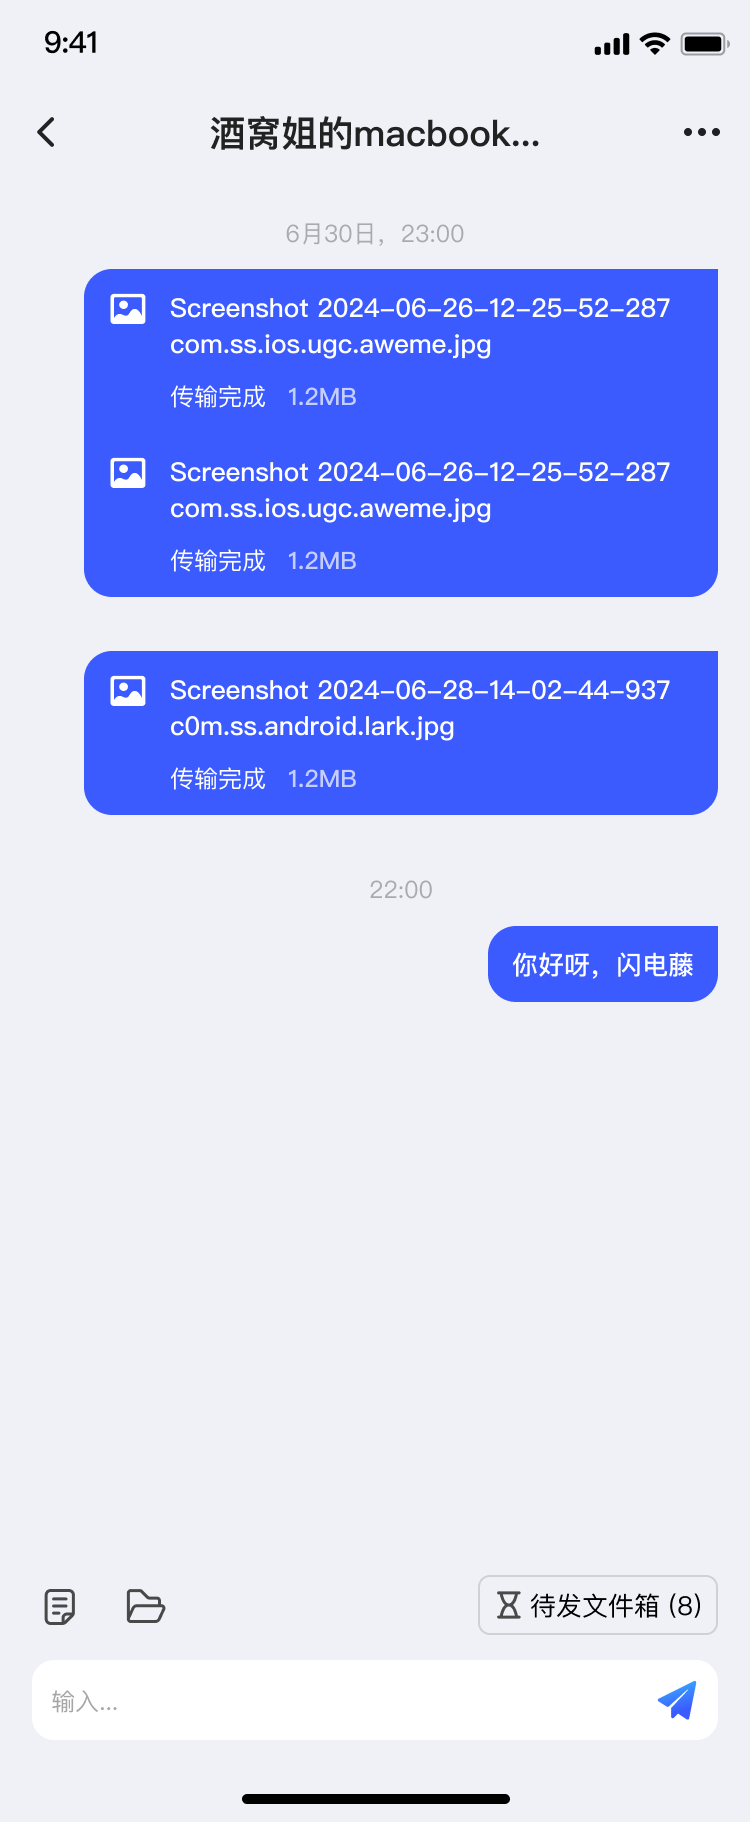 9:41
酒窝姐的macbook...
6月30日，23:00
Screenshot 2024-06-26-12-25-52-287
com.ss.ios.ugc.aweme.jpg
传输完成 1.2MB
Screenshot 2024-06-26-12-25-52-287
com.ss.ios.ugc.aweme.jpg
传输完成 1.2MB
Screenshot 2024-06-28-14-02-44-937
c0m.ss.android.lark.jpg
传输完成 1.2MB
22:00
你好呀，闪电藤
待发文件箱 (8)
输入...